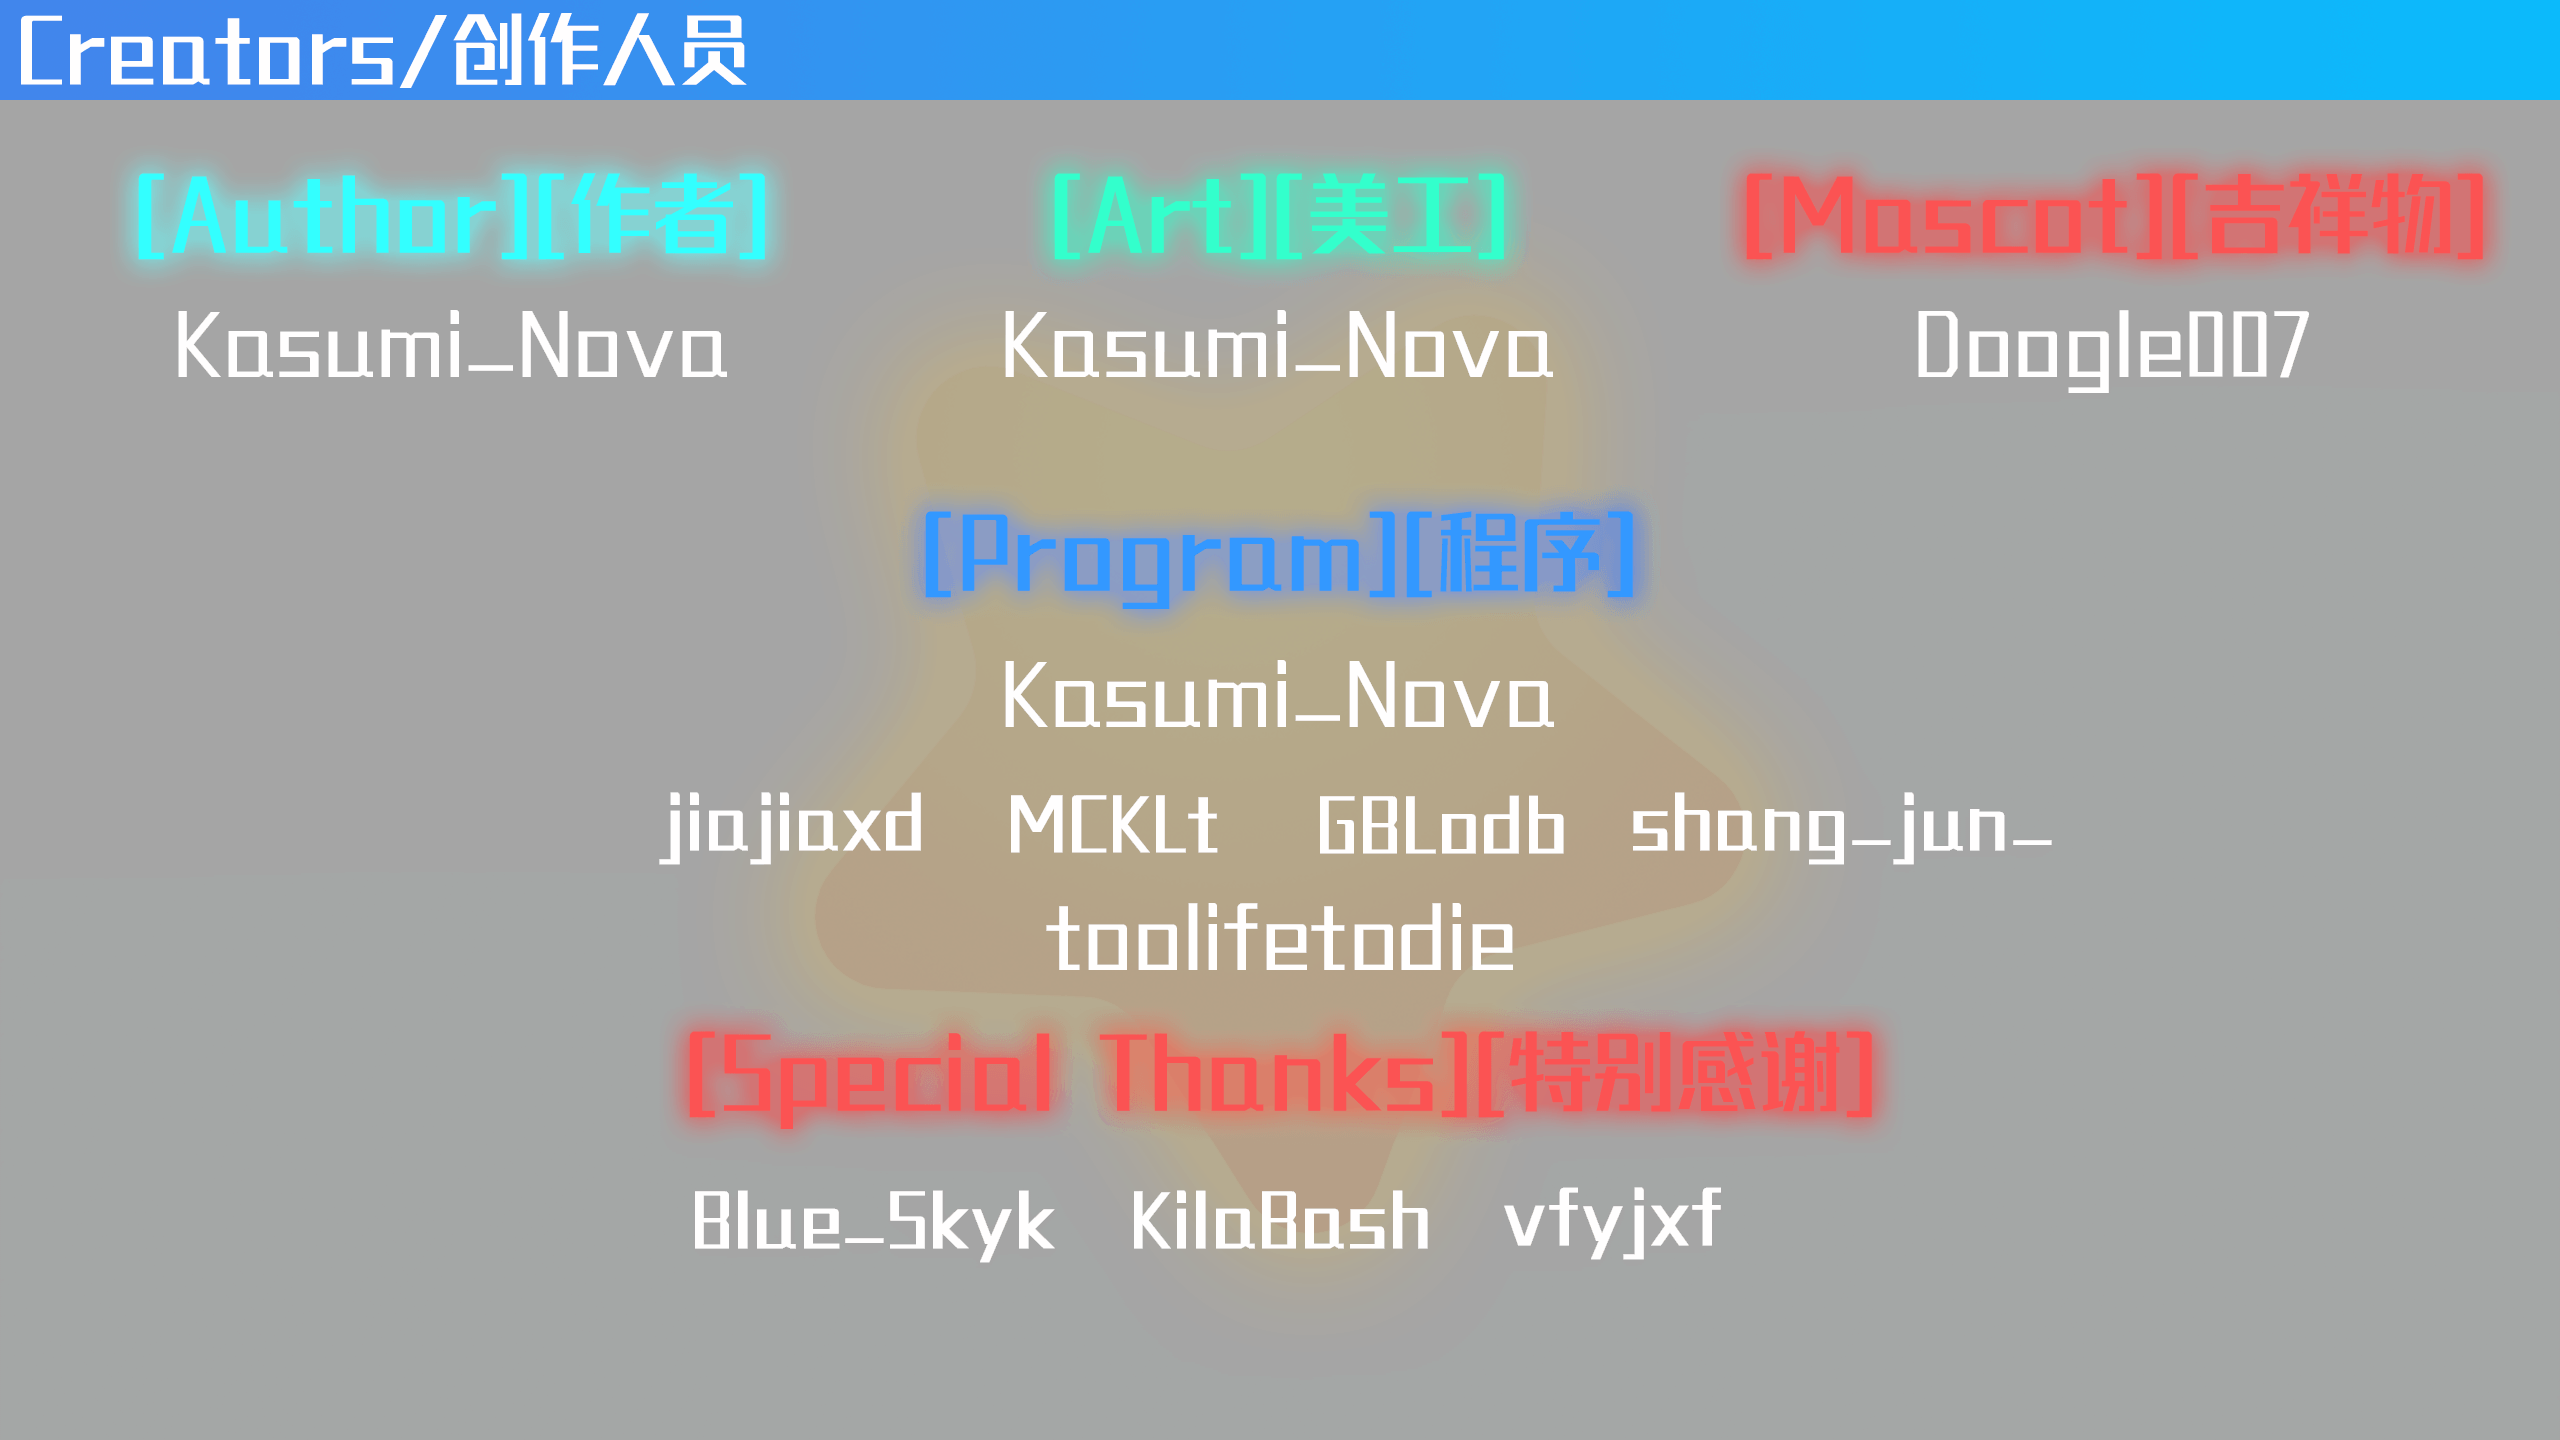 Creators/创作人员
[Author][作者] [Art][美工] [Mascot][吉祥物]
Kasumi_Nova Kasumi_Nova Doogle007
[Program][程序]
Kasumi_Nova
jiajiaxd MCKLt GBLodb shang_jun_
toolifetodie
[Special Thanks][特别感谢]
Blue_Skyk KilaBash vfyjxf